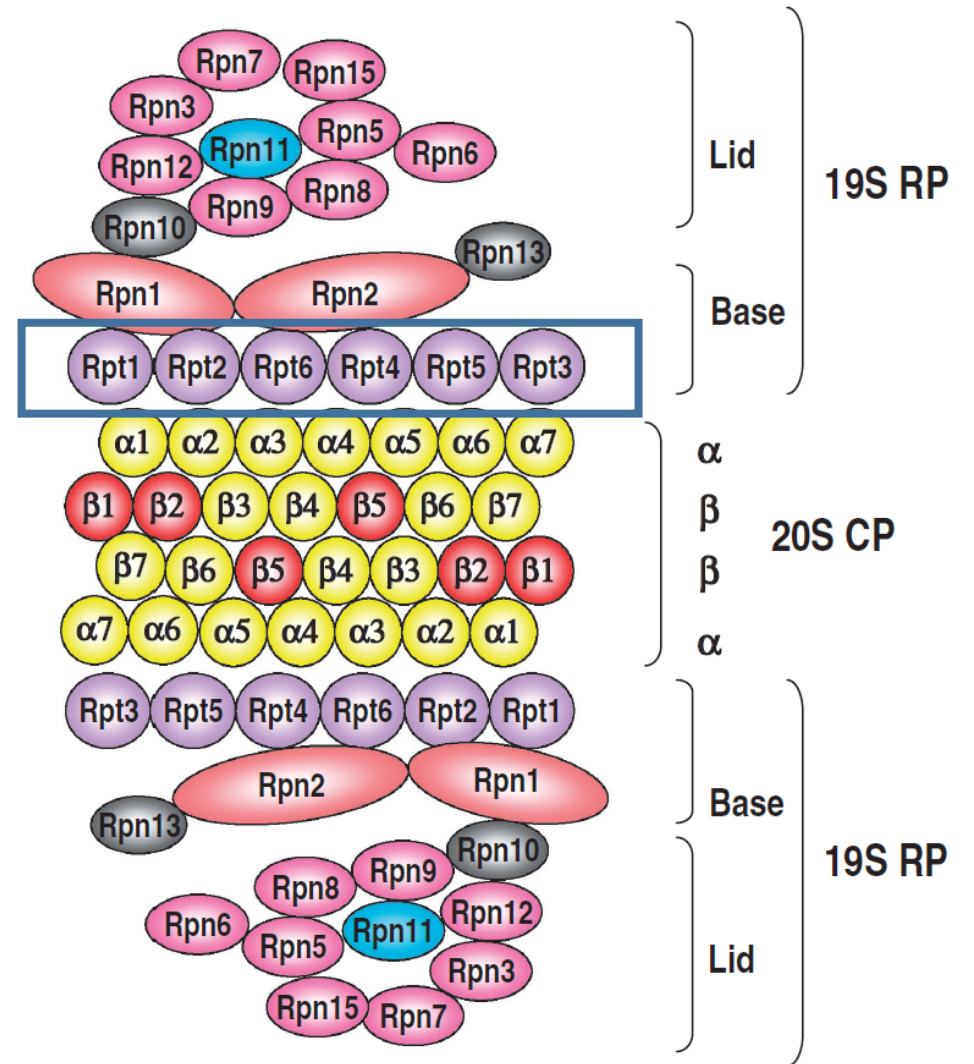 Rpn7
Rpn15
Rpn3
Rpn11
Rpn5
Rpn6
Rpn12
Lid
19S RP
Rpn9
Rpn8
Rpn10
Rpn13
Rpn1
Rpn2
Base
Rpt1 Rpt2 Rpt6 Rpt4 Rpt5 Rpt3
α1 α2 α3 α4 α5 α6 α7 α
β1 β2 β3 β4 β5 β6 β7 β
20S CP
β7 β6 β5 β4 β3 β2 β1 β
α7 α6 α5 α4 α3 α2 α1 α
Rpt3 Rpt5 Rpt4 Rpt6 Rpt2 Rpt1
Rpn2
Rpn1
Base
Rpn13
Rpn10
19S RP
Rpn8
Rpn9
Rpn6
Rpn5
Rpn11
Rpn12
Lid
Rpn3
Rpn15
Rpn7